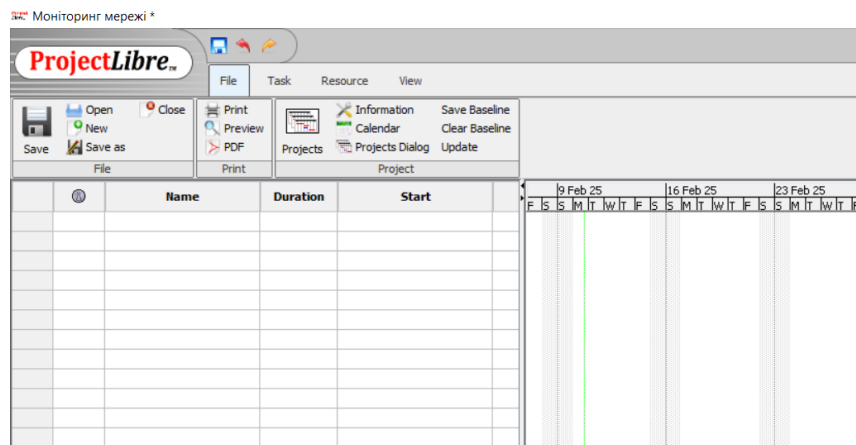 Моніторинг мережі *
ProjectLibre™
File Task Resource View
Save Open New Save as Close
File
Print Preview PDF
Print
Projects Information Calendar Projects Dialog Save Baseline Clear Baseline Update
Project
Name Duration Start
9 Feb 25 16 Feb 25 23 Feb 25
F S S M T W T F S S M T W T F S S M T W T F